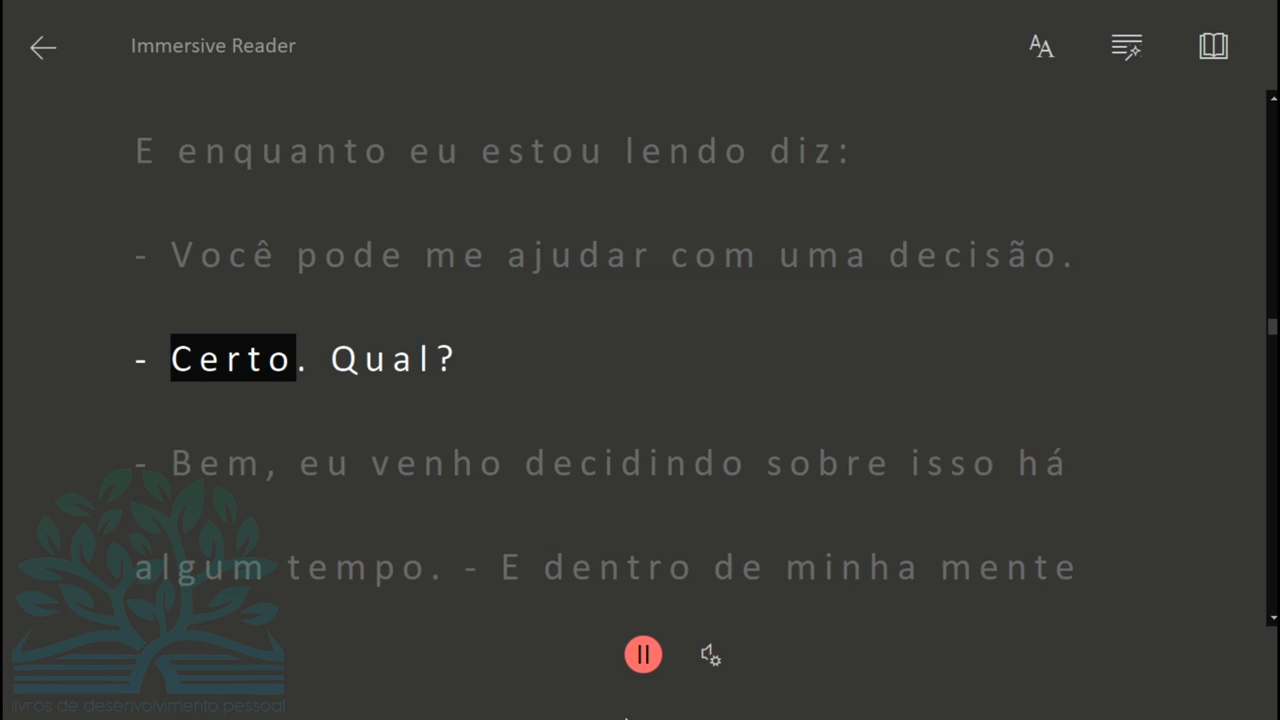 Immersive Reader
E enquanto eu estou lendo diz:
- Você pode me ajudar com uma decisão.
- Certo. Qual?
- Bem, eu venho decidindo sobre isso há
algum tempo. - E dentro de minha mente
livros de desenvolvimento pessoal